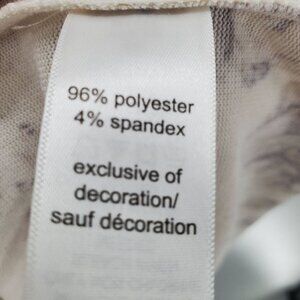 96% polyester
4% spandex
exclusive of
decoration/
sauf décoration